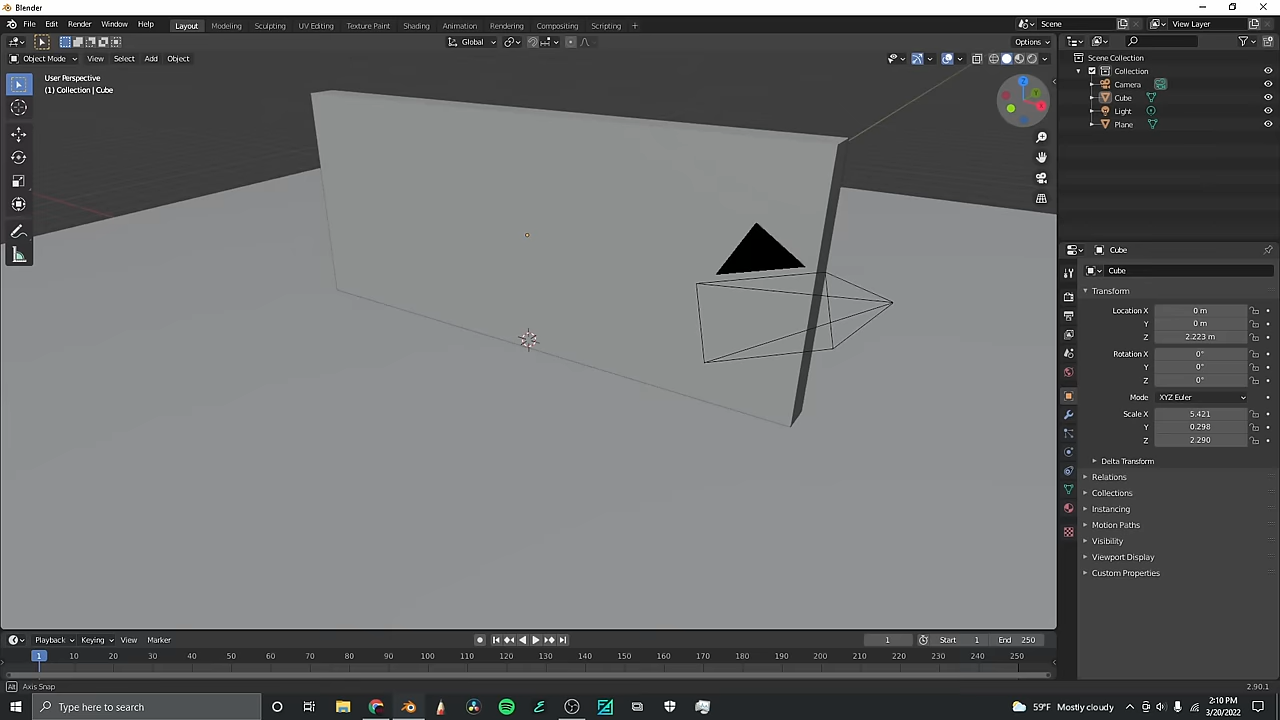 Blender
File Edit Render Window Help Layout Modeling Sculpting UV Editing Texture Paint Shading Animation Rendering Compositing Scripting + Scene View Layer
Global Options
Object Mode View Select Add Object
User Perspective
(1) Collection | Cube
Z
Y
X
Scene Collection
Collection
Camera
Cube
Light
Plane
Cube
Cube
Transform
Location X 0 m
Y 0 m
Z 2.223 m
Rotation X 0°
Y 0°
Z 0°
Mode XYZ Euler
Scale X 5.421
Y 0.298
Z 2.290
Delta Transform
Relations
Collections
Instancing
Motion Paths
Visibility
Viewport Display
Custom Properties
Playback Keying View Marker 1 Start 1 End 250
1 10 20 30 40 50 60 70 80 90 100 110 120 130 140 150 160 170 180 190 200 210 220 230 240 250
Axis Snap 2.90.1
Type here to search 59°F Mostly cloudy 2:10 PM
3/20/2022